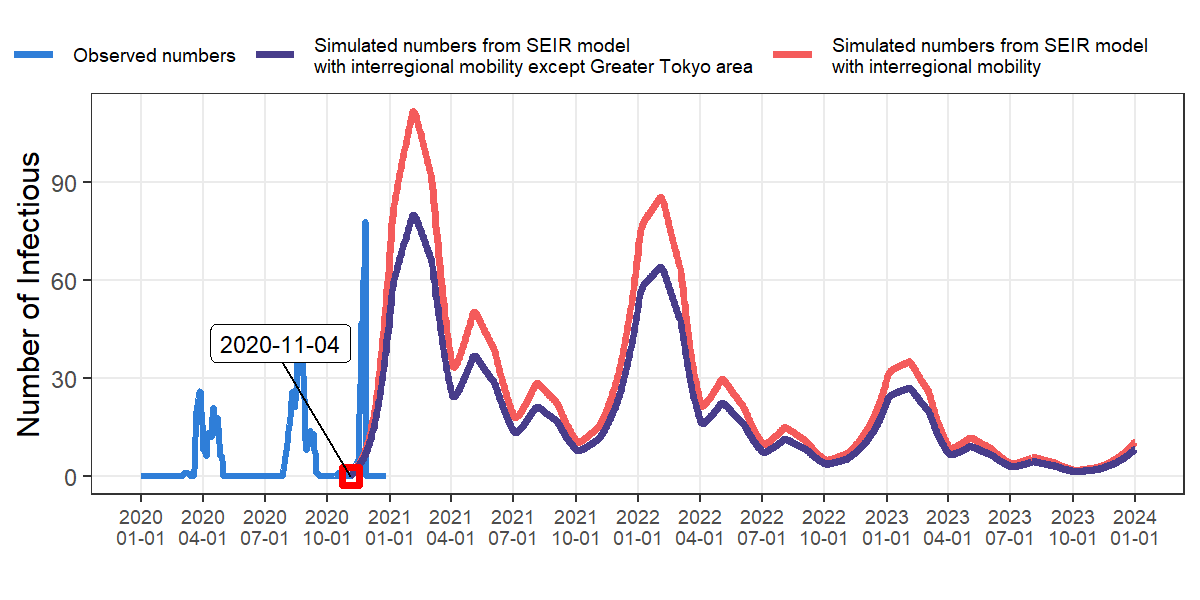 Observed numbers
Simulated numbers from SEIR model
with interregional mobility except Greater Tokyo area
Simulated numbers from SEIR model
with interregional mobility
Number of Infectious
90
60
30
0
2020-11-04
2020 2020 2020 2020 2021 2021 2021 2021 2022 2022 2022 2022 2023 2023 2023 2023 2024
01-01 04-01 07-01 10-01 01-01 04-01 07-01 10-01 01-01 04-01 07-01 10-01 01-01 04-01 07-01 10-01 01-01